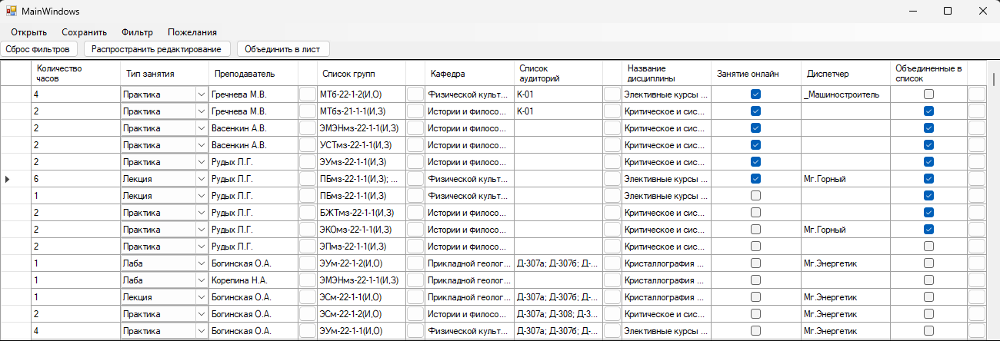 MainWindows
Открыть Сохранить Фильтр Пожелания
Сброс фильтров Распространить редактирование Объединить в лист
Количество часов Тип занятия Преподаватель Список групп Кафедра Список аудиторий Название дисциплины Занятие онлайн Диспетчер Объединенные в список
4 Практика Гречнева М.В. МТб-22-1-2(И,О) Физической культ... К-01 Элективные курсы ... _Машиностроитель
2 Практика Гречнева М.В. МТбз-21-1-1(И,З) Истории и филосо... К-01 Критическое и сис...
2 Практика Васенкин А.В. ЭМЭНмз-22-1-1(И,З) Истории и филосо... Критическое и сис...
2 Практика Васенкин А.В. УСТмз-22-1-1(И,З) Истории и филосо... Критическое и сис...
2 Практика Рудых Л.Г. ЭУмз-22-1-1(И,З) Истории и филосо... Критическое и сис...
6 Лекция Рудых Л.Г. ПБмз-22-1-1(И,З); ... Физической культ... Элективные курсы ... Мг.Горный
1 Лекция Рудых Л.Г. ПБмз-22-1-1(И,З) Физической культ... Элективные курсы ...
2 Практика Рудых Л.Г. БЖТмз-22-1-1(И,З) Истории и филосо... Критическое и сис...
2 Практика Рудых Л.Г. ЭКОмз-22-1-1(И,З) Истории и филосо... Критическое и сис... Мг.Горный
2 Практика Рудых Л.Г. ЭПмз-22-1-1(И,З) Истории и филосо... Критическое и сис...
1 Лаба Богинская О.А. ЭУм-22-1-2(И,О) Прикладной геолог... Д-307а; Д-307б; Д-... Кристаллография ... Мг.Энергетик
1 Лаба Корепина Н.А. ЭМЭНмз-22-1-1(И,З) Прикладной геолог... Кристаллография ...
1 Лекция Богинская О.А. ЭСм-22-1-1(И,О) Прикладной геолог... Д-307а; Д-307б; Д-... Кристаллография ... Мг.Энергетик
2 Практика Богинская О.А. ЭСм-22-1-2(И,О) Истории и филосо... Д-307а; Д-308; Д-3... Критическое и сис... Мг.Энергетик
4 Практика Богинская О.А. ЭУм-22-1-1(И,О) Физической культ... Д-307а; Д-307б; Д-... Элективные курсы ... Мг.Энергетик